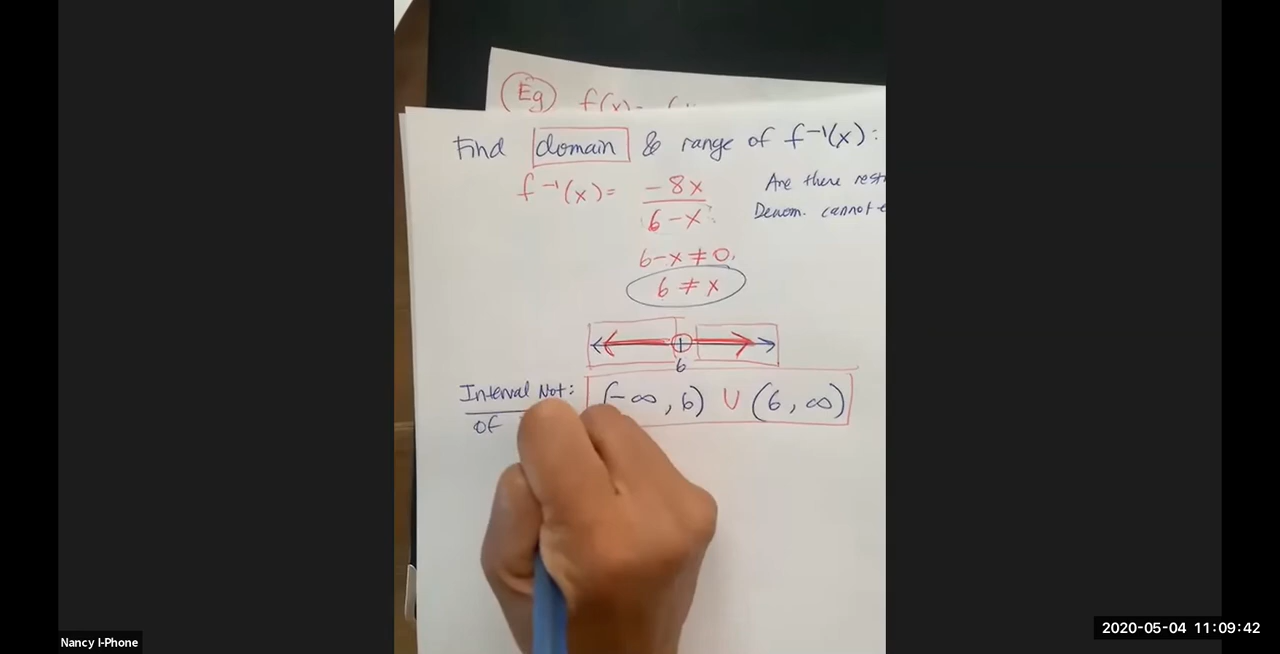 Eg
Find domain & range of f⁻¹(x):
f⁻¹(x) = -8x / 6-x
Are there
Denom. cannot
6-x ≠ 0.
6 ≠ x
6
Interval Not: (-∞, 6) ∪ (6, ∞)
of
Nancy I-Phone
2020-05-04 11:09:42